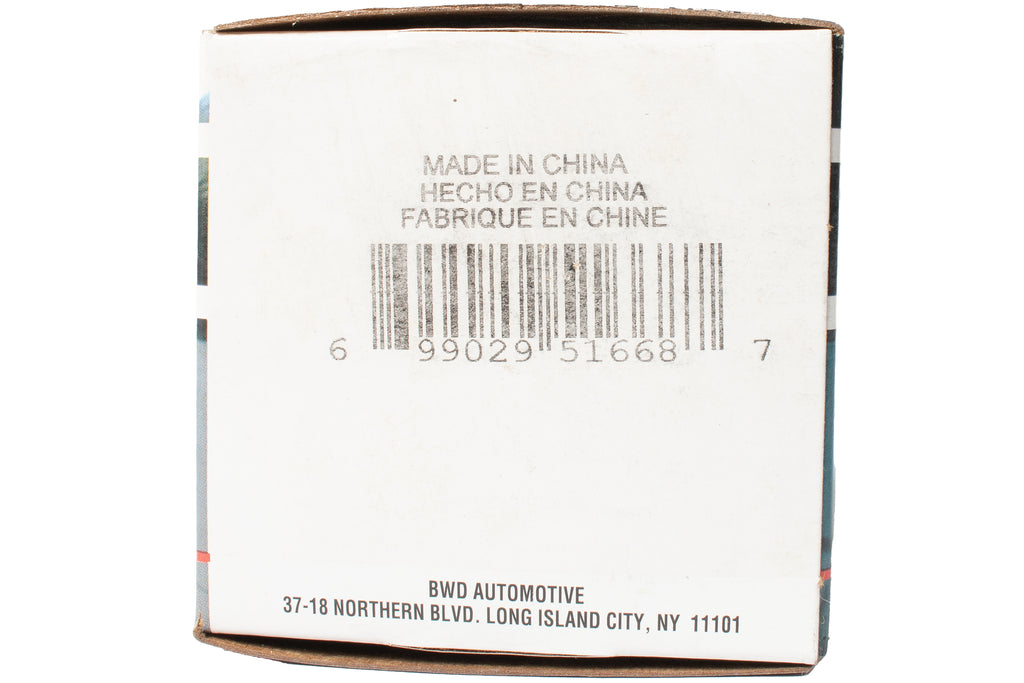 MADE IN CHINA
HECHO EN CHINA
FABRIQUE EN CHINE
6 99029 51668 7
BWD AUTOMOTIVE
37-18 NORTHERN BLVD. LONG ISLAND CITY, NY 11101